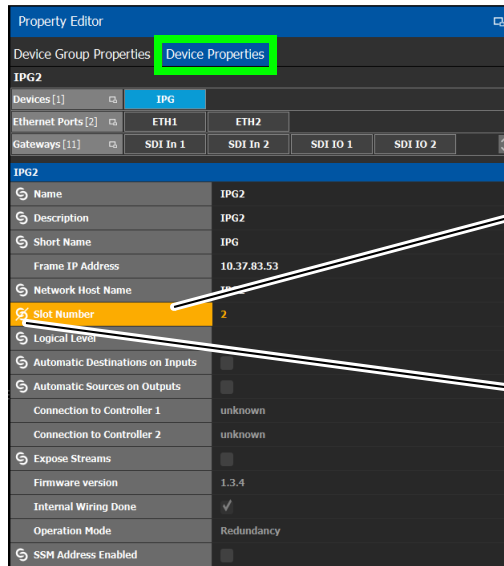 Property Editor
Device Group Properties Device Properties
IPG2
Devices [1] IPG
Ethernet Ports [2] ETH1 ETH2
Gateways [11] SDI In 1 SDI In 2 SDI IO 1 SDI IO 2
IPG2
Name IPG2
Description IPG2
Short Name IPG
Frame IP Address 10.37.83.53
Network Host Name
Slot Number 2
Logical Level
Automatic Destinations on Inputs
Automatic Sources on Outputs
Connection to Controller 1 unknown
Connection to Controller 2 unknown
Expose Streams
Firmware version 1.3.4
Internal Wiring Done
Operation Mode Redundancy
SSM Address Enabled